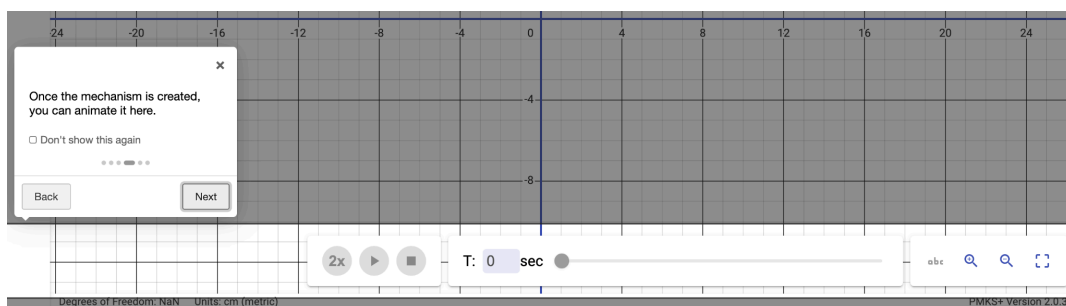 24 -20 -16 -12 -8 -4 0 4 8 12 16 20 24
×
Once the mechanism is created,
you can animate it here.
Don't show this again
Back Next
-4
-8
2x T: 0 sec abc
Degrees of Freedom: NaN Units: cm (metric) PMKS+ Version 2.0.3